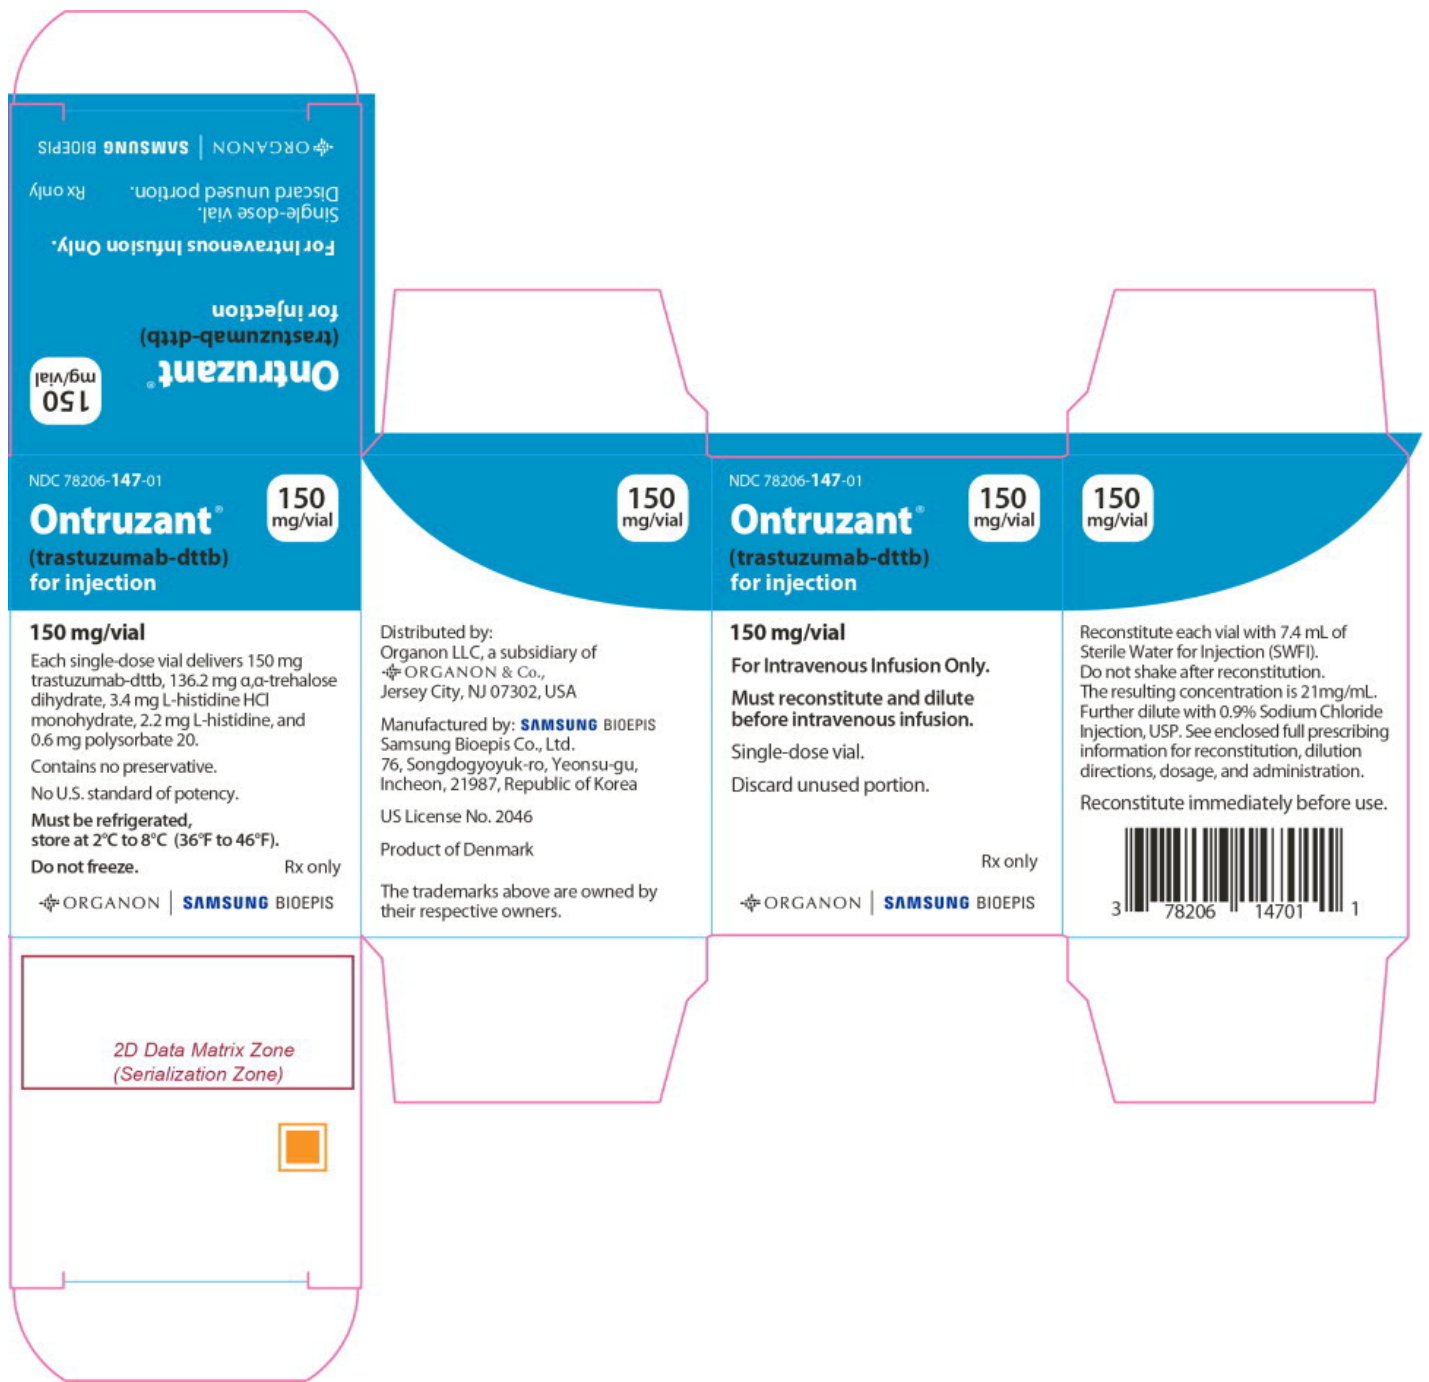 ORGANON | SAMSUNG BIOEPIS
Single-dose vial.
Discard unused portion. Rx only
For Intravenous Infusion Only.
Ontruzant®
(trastuzumab-dttb)
for injection
150
mg/vial
NDC 78206-147-01
Ontruzant®
(trastuzumab-dttb)
for injection
150
mg/vial
150 mg/vial
Each single-dose vial delivers 150 mg
trastuzumab-dttb, 136.2 mg α,α-trehalose
dihydrate, 3.4 mg L-histidine HCl
monohydrate, 2.2 mg L-histidine, and
0.6 mg polysorbate 20.
Contains no preservative.
No U.S. standard of potency.
Must be refrigerated,
store at 2°C to 8°C (36°F to 46°F).
Do not freeze. Rx only
ORGANON | SAMSUNG BIOEPIS
2D Data Matrix Zone
(Serialization Zone)
150
mg/vial
Distributed by:
Organon LLC, a subsidiary of
ORGANON & Co.,
Jersey City, NJ 07302, USA
Manufactured by: SAMSUNG BIOEPIS
Samsung Bioepis Co., Ltd.
76, Songdogyoyuk-ro, Yeonsu-gu,
Incheon, 21987, Republic of Korea
US License No. 2046
Product of Denmark
The trademarks above are owned by
their respective owners.
NDC 78206-147-01
Ontruzant®
(trastuzumab-dttb)
for injection
150
mg/vial
150 mg/vial
For Intravenous Infusion Only.
Must reconstitute and dilute
before intravenous infusion.
Single-dose vial.
Discard unused portion.
Rx only
ORGANON | SAMSUNG BIOEPIS
150
mg/vial
Reconstitute each vial with 7.4 mL of
Sterile Water for Injection (SWFI).
Do not shake after reconstitution.
The resulting concentration is 21mg/mL.
Further dilute with 0.9% Sodium Chloride
Injection, USP. See enclosed full prescribing
information for reconstitution, dilution
directions, dosage, and administration.
Reconstitute immediately before use.
3 78206 14701 1